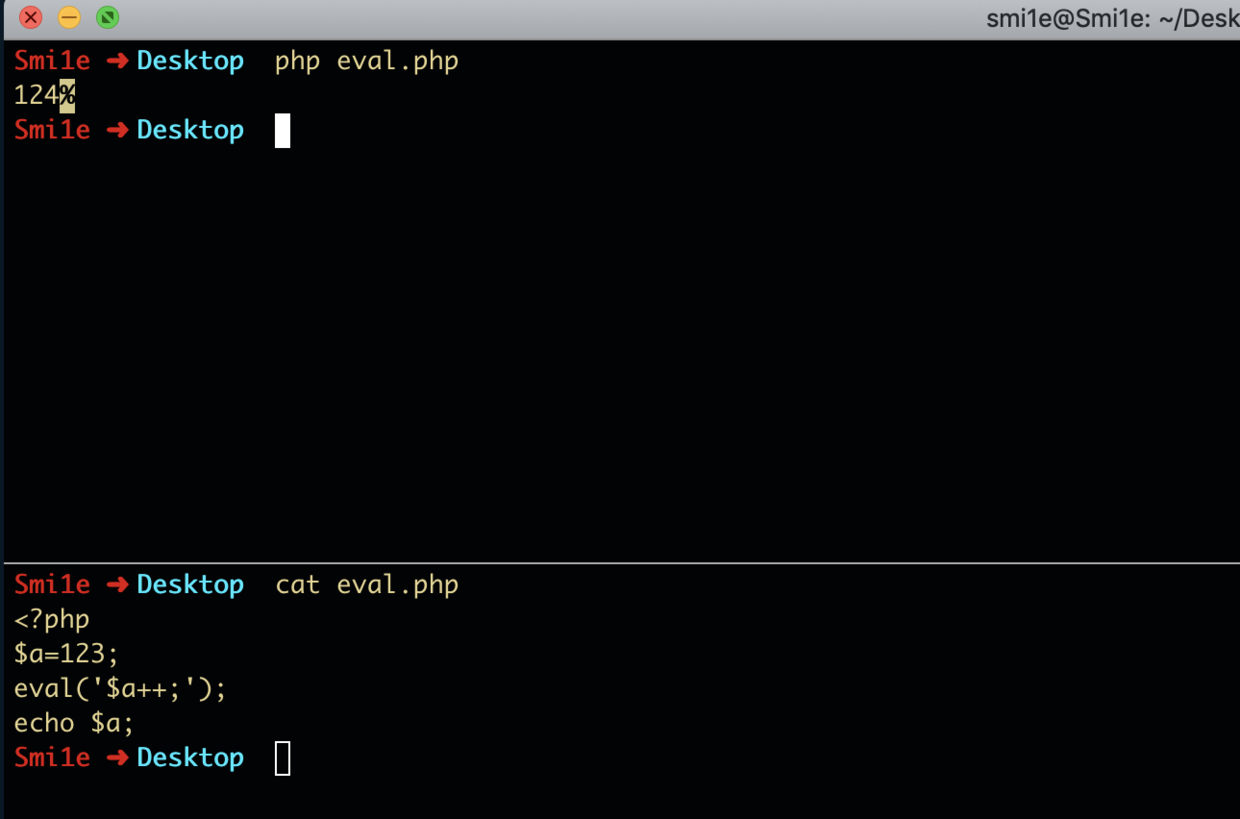 smi1e@Smi1e: ~/Desk
Smi1e ➜ Desktop php eval.php
124%
Smi1e ➜ Desktop
Smi1e ➜ Desktop cat eval.php
<?php
$a=123;
eval('$a++;');
echo $a;
Smi1e ➜ Desktop